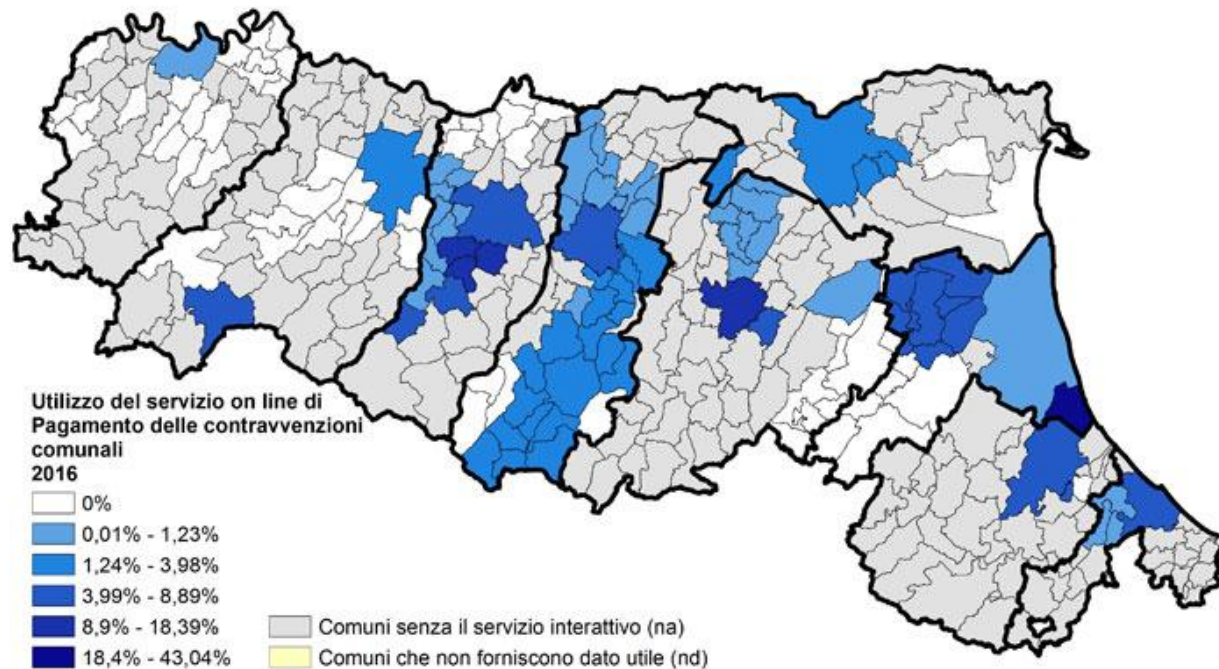 Utilizzo del servizio on line di
Pagamento delle contravvenzioni
comunali
2016
0%
0,01% - 1,23%
1,24% - 3,98%
3,99% - 8,89%
8,9% - 18,39%
18,4% - 43,04%
Comuni senza il servizio interattivo (na)
Comuni che non forniscono dato utile (nd)